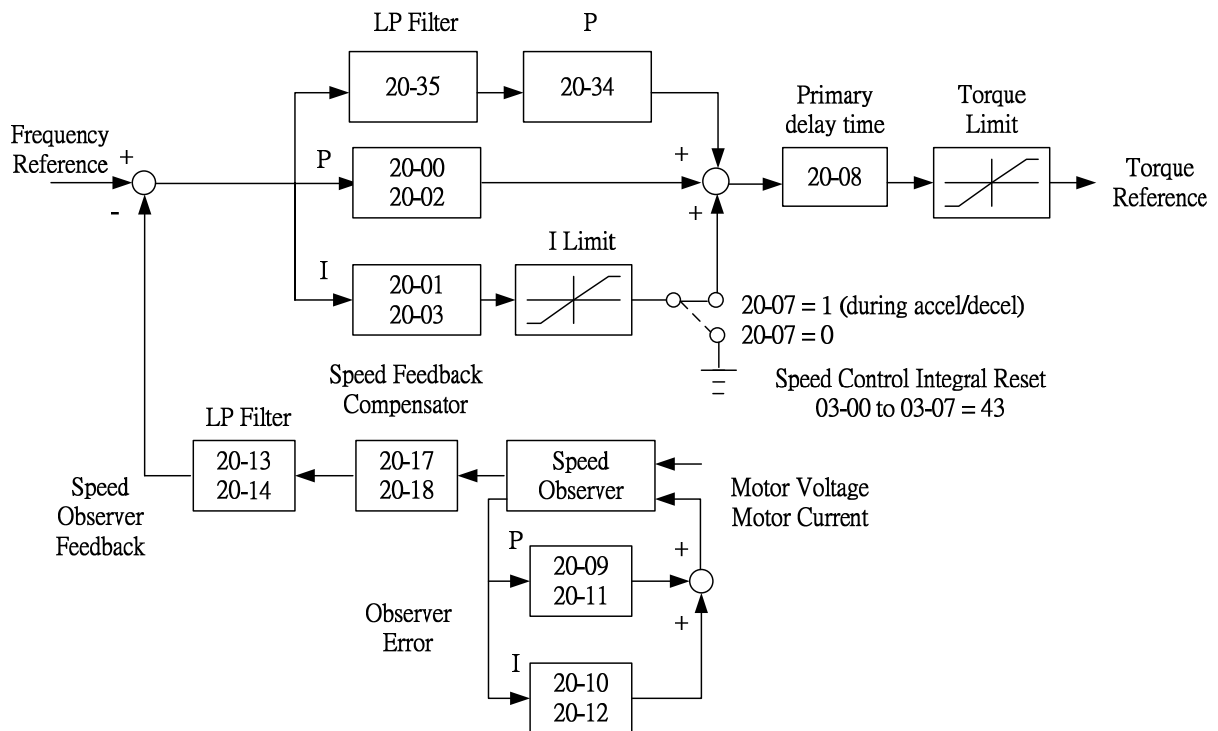 LP Filter
P
20-35
20-34
Primary
delay time
Torque
Limit
Frequency
Reference
+
-
P
20-00
20-02
+
+
20-08
Torque
Reference
I
20-01
20-03
I Limit
20-07 = 1 (during accel/decel)
20-07 = 0
Speed Control Integral Reset
03-00 to 03-07 = 43
Speed Feedback
Compensator
LP Filter
20-13
20-14
20-17
20-18
Speed
Observer
Motor Voltage
Motor Current
Speed
Observer
Feedback
P
20-09
20-11
+
+
Observer
Error
I
20-10
20-12